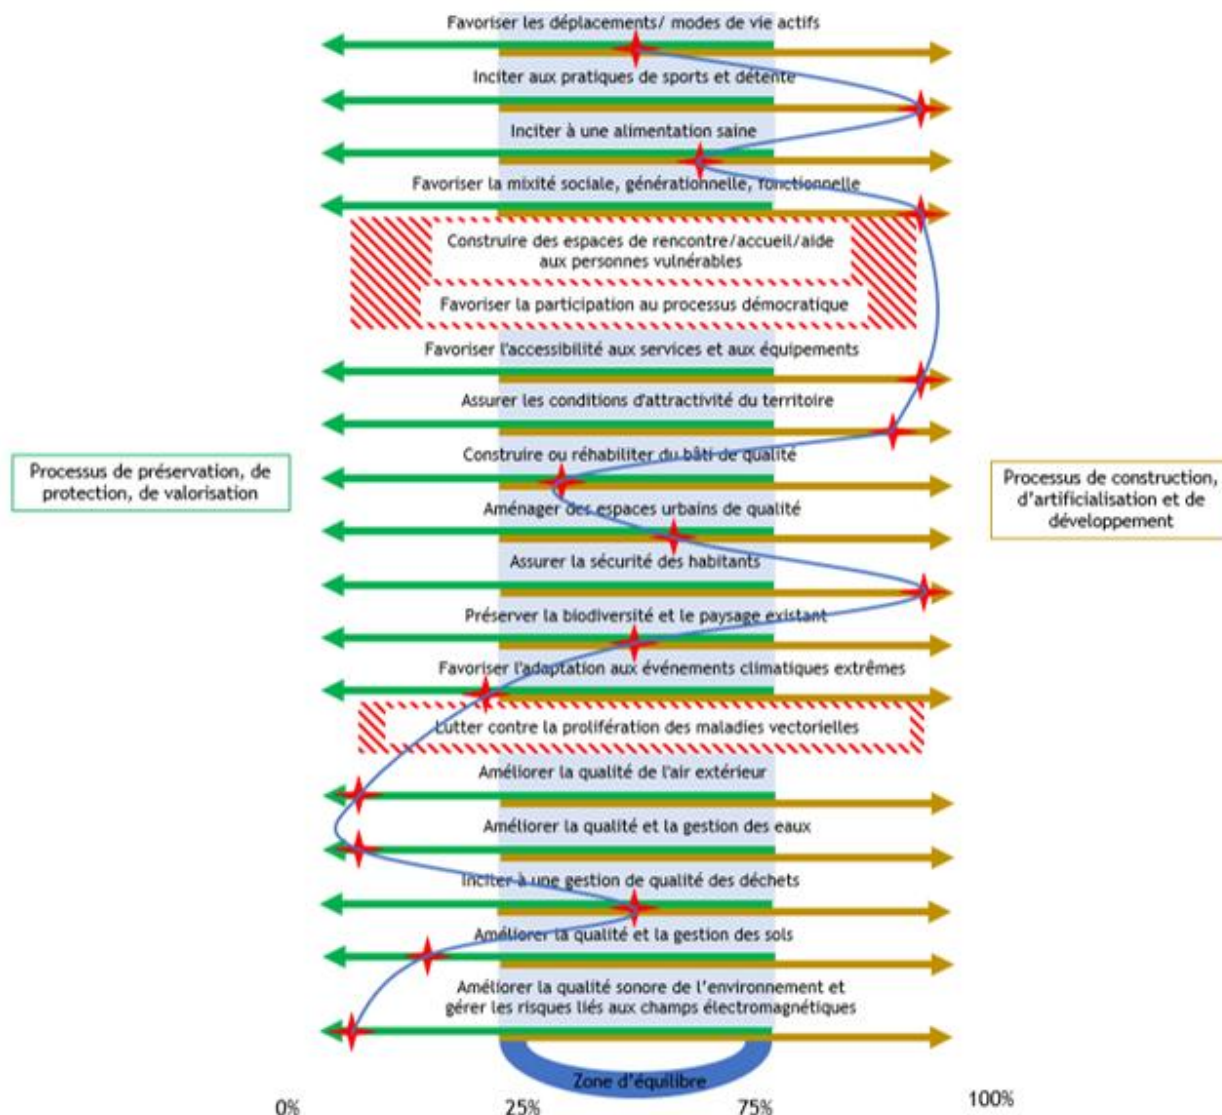 Favoriser les déplacements/ modes de vie actifs
Inciter aux pratiques de sports et détente
Inciter à une alimentation saine
Favoriser la mixité sociale, générationnelle, fonctionnelle
Construire des espaces de rencontre/accueil/aide
aux personnes vulnérables
Favoriser la participation au processus démocratique
Favoriser l'accessibilité aux services et aux équipements
Assurer les conditions d'attractivité du territoire
Construire ou réhabiliter du bâti de qualité
Processus de préservation, de
protection, de valorisation
Processus de construction,
d'artificialisation et de
développement
Aménager des espaces urbains de qualité
Assurer la sécurité des habitants
Préserver la biodiversité et le paysage existant
Favoriser l'adaptation aux événements climatiques extrêmes
Lutter contre la prolifération des maladies vectorielles
Améliorer la qualité de l'air extérieur
Améliorer la qualité et la gestion des eaux
Inciter à une gestion de qualité des déchets
Améliorer la qualité et la gestion des sols
Améliorer la qualité sonore de l'environnement et
gérer les risques liés aux champs électromagnétiques
Zone d'équilibre
0% 25% 75% 100%